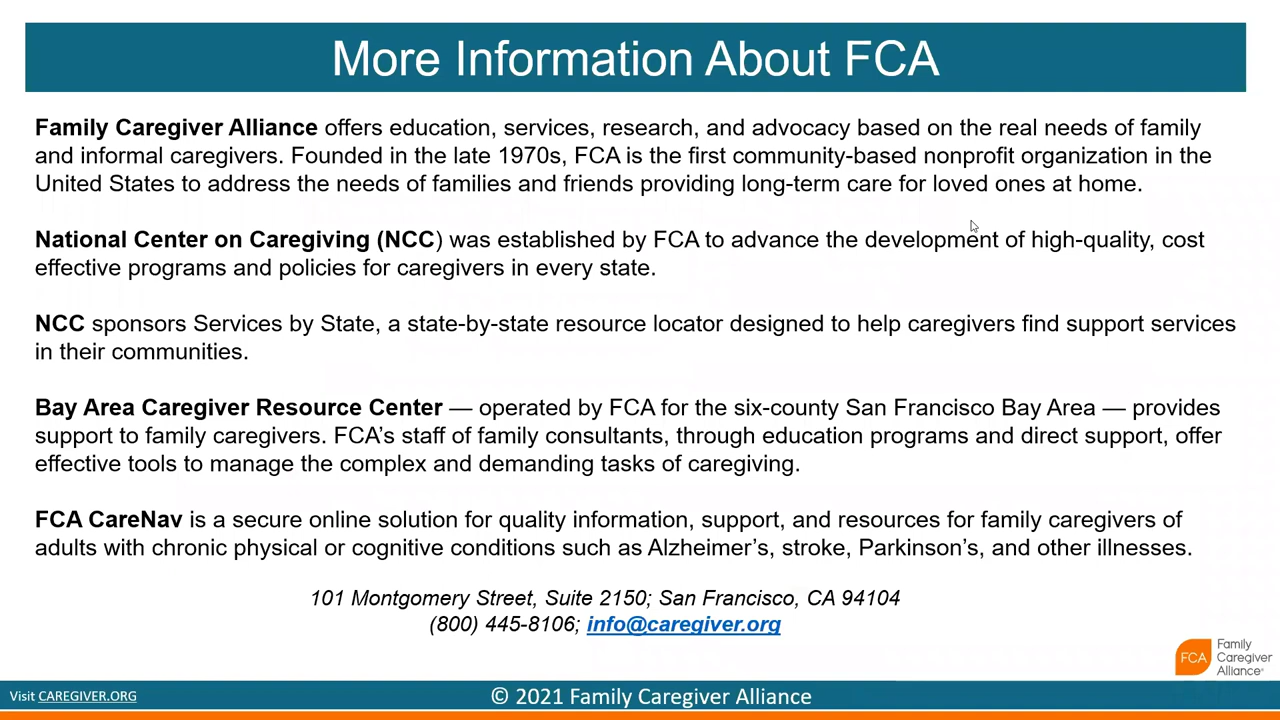 More Information About FCA
Family Caregiver Alliance offers education, services, research, and advocacy based on the real needs of family
and informal caregivers. Founded in the late 1970s, FCA is the first community-based nonprofit organization in the
United States to address the needs of families and friends providing long-term care for loved ones at home.
National Center on Caregiving (NCC) was established by FCA to advance the development of high-quality, cost
effective programs and policies for caregivers in every state.
NCC sponsors Services by State, a state-by-state resource locator designed to help caregivers find support services
in their communities.
Bay Area Caregiver Resource Center — operated by FCA for the six-county San Francisco Bay Area — provides
support to family caregivers. FCA’s staff of family consultants, through education programs and direct support, offer
effective tools to manage the complex and demanding tasks of caregiving.
FCA CareNav is a secure online solution for quality information, support, and resources for family caregivers of
adults with chronic physical or cognitive conditions such as Alzheimer’s, stroke, Parkinson’s, and other illnesses.
101 Montgomery Street, Suite 2150; San Francisco, CA 94104
(800) 445-8106; info@caregiver.org
FCA
Family
Caregiver
Alliance
Visit CAREGIVER.ORG
© 2021 Family Caregiver Alliance